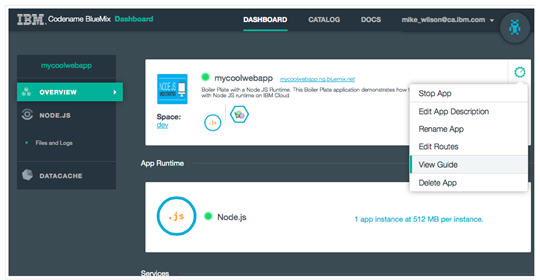 IBM Codename BlueMix Dashboard
DASHBOARD CATALOG DOCS mike_wilson@ca.ibm.com
mycoolwebapp
OVERVIEW
NODE.JS
Files and Logs
DATACACHE
NODE.JS
mycoolwebapp mycoolwebapp.ng.bluemix.net
Boiler Plate with a Node JS Runtime. This Boiler Plate application demonstrates how
with Node JS runtime on IBM Cloud
Space:
dev
.js
Stop App
Edit App Description
Rename App
Edit Routes
View Guide
Delete App
App Runtime
.js Node.js 1 app instance at 512 MB per instance.
Services